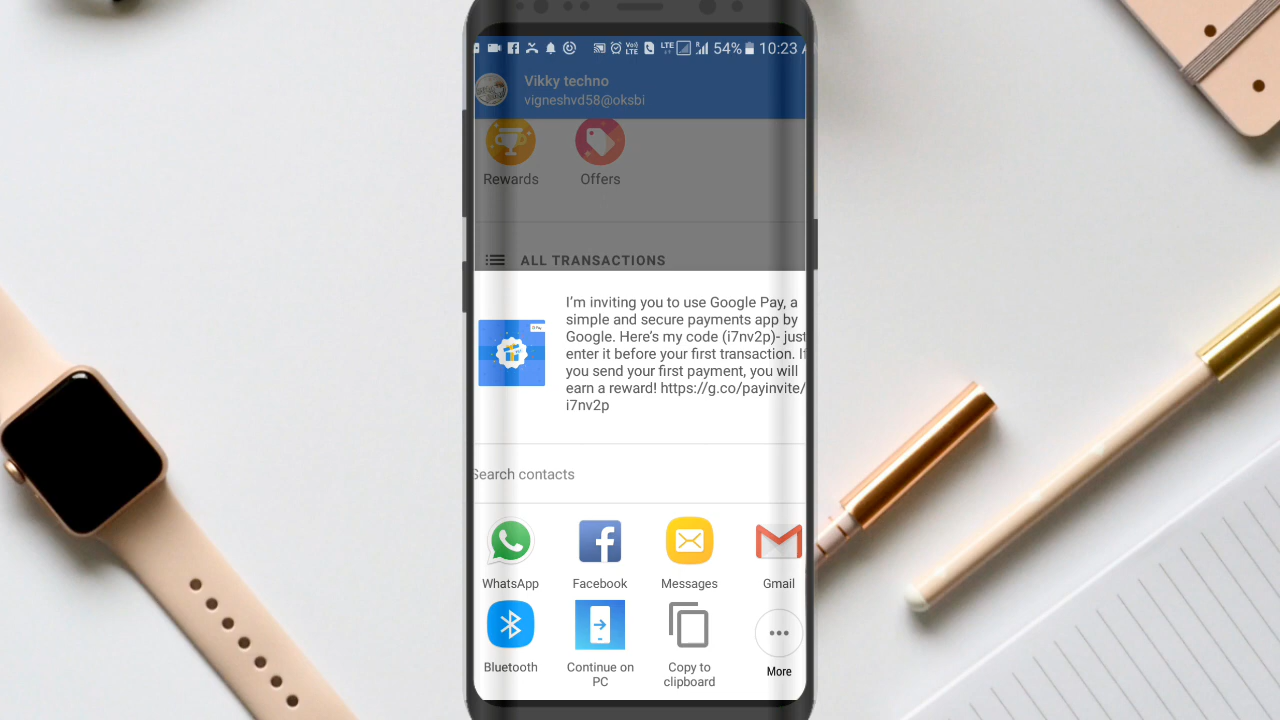 Vo))
LTE
LTE
R
54%
10:23
Vikky techno
vigneshvd58@oksbi
Rewards
Offers
ALL TRANSACTIONS
I'm inviting you to use Google Pay, a
simple and secure payments app by
Google. Here's my code (i7nv2p)- just
enter it before your first transaction. If
you send your first payment, you will
earn a reward! https://g.co/payinvite/
i7nv2p
Search contacts
WhatsApp
Facebook
Messages
Gmail
Bluetooth
Continue on
PC
Copy to
clipboard
More